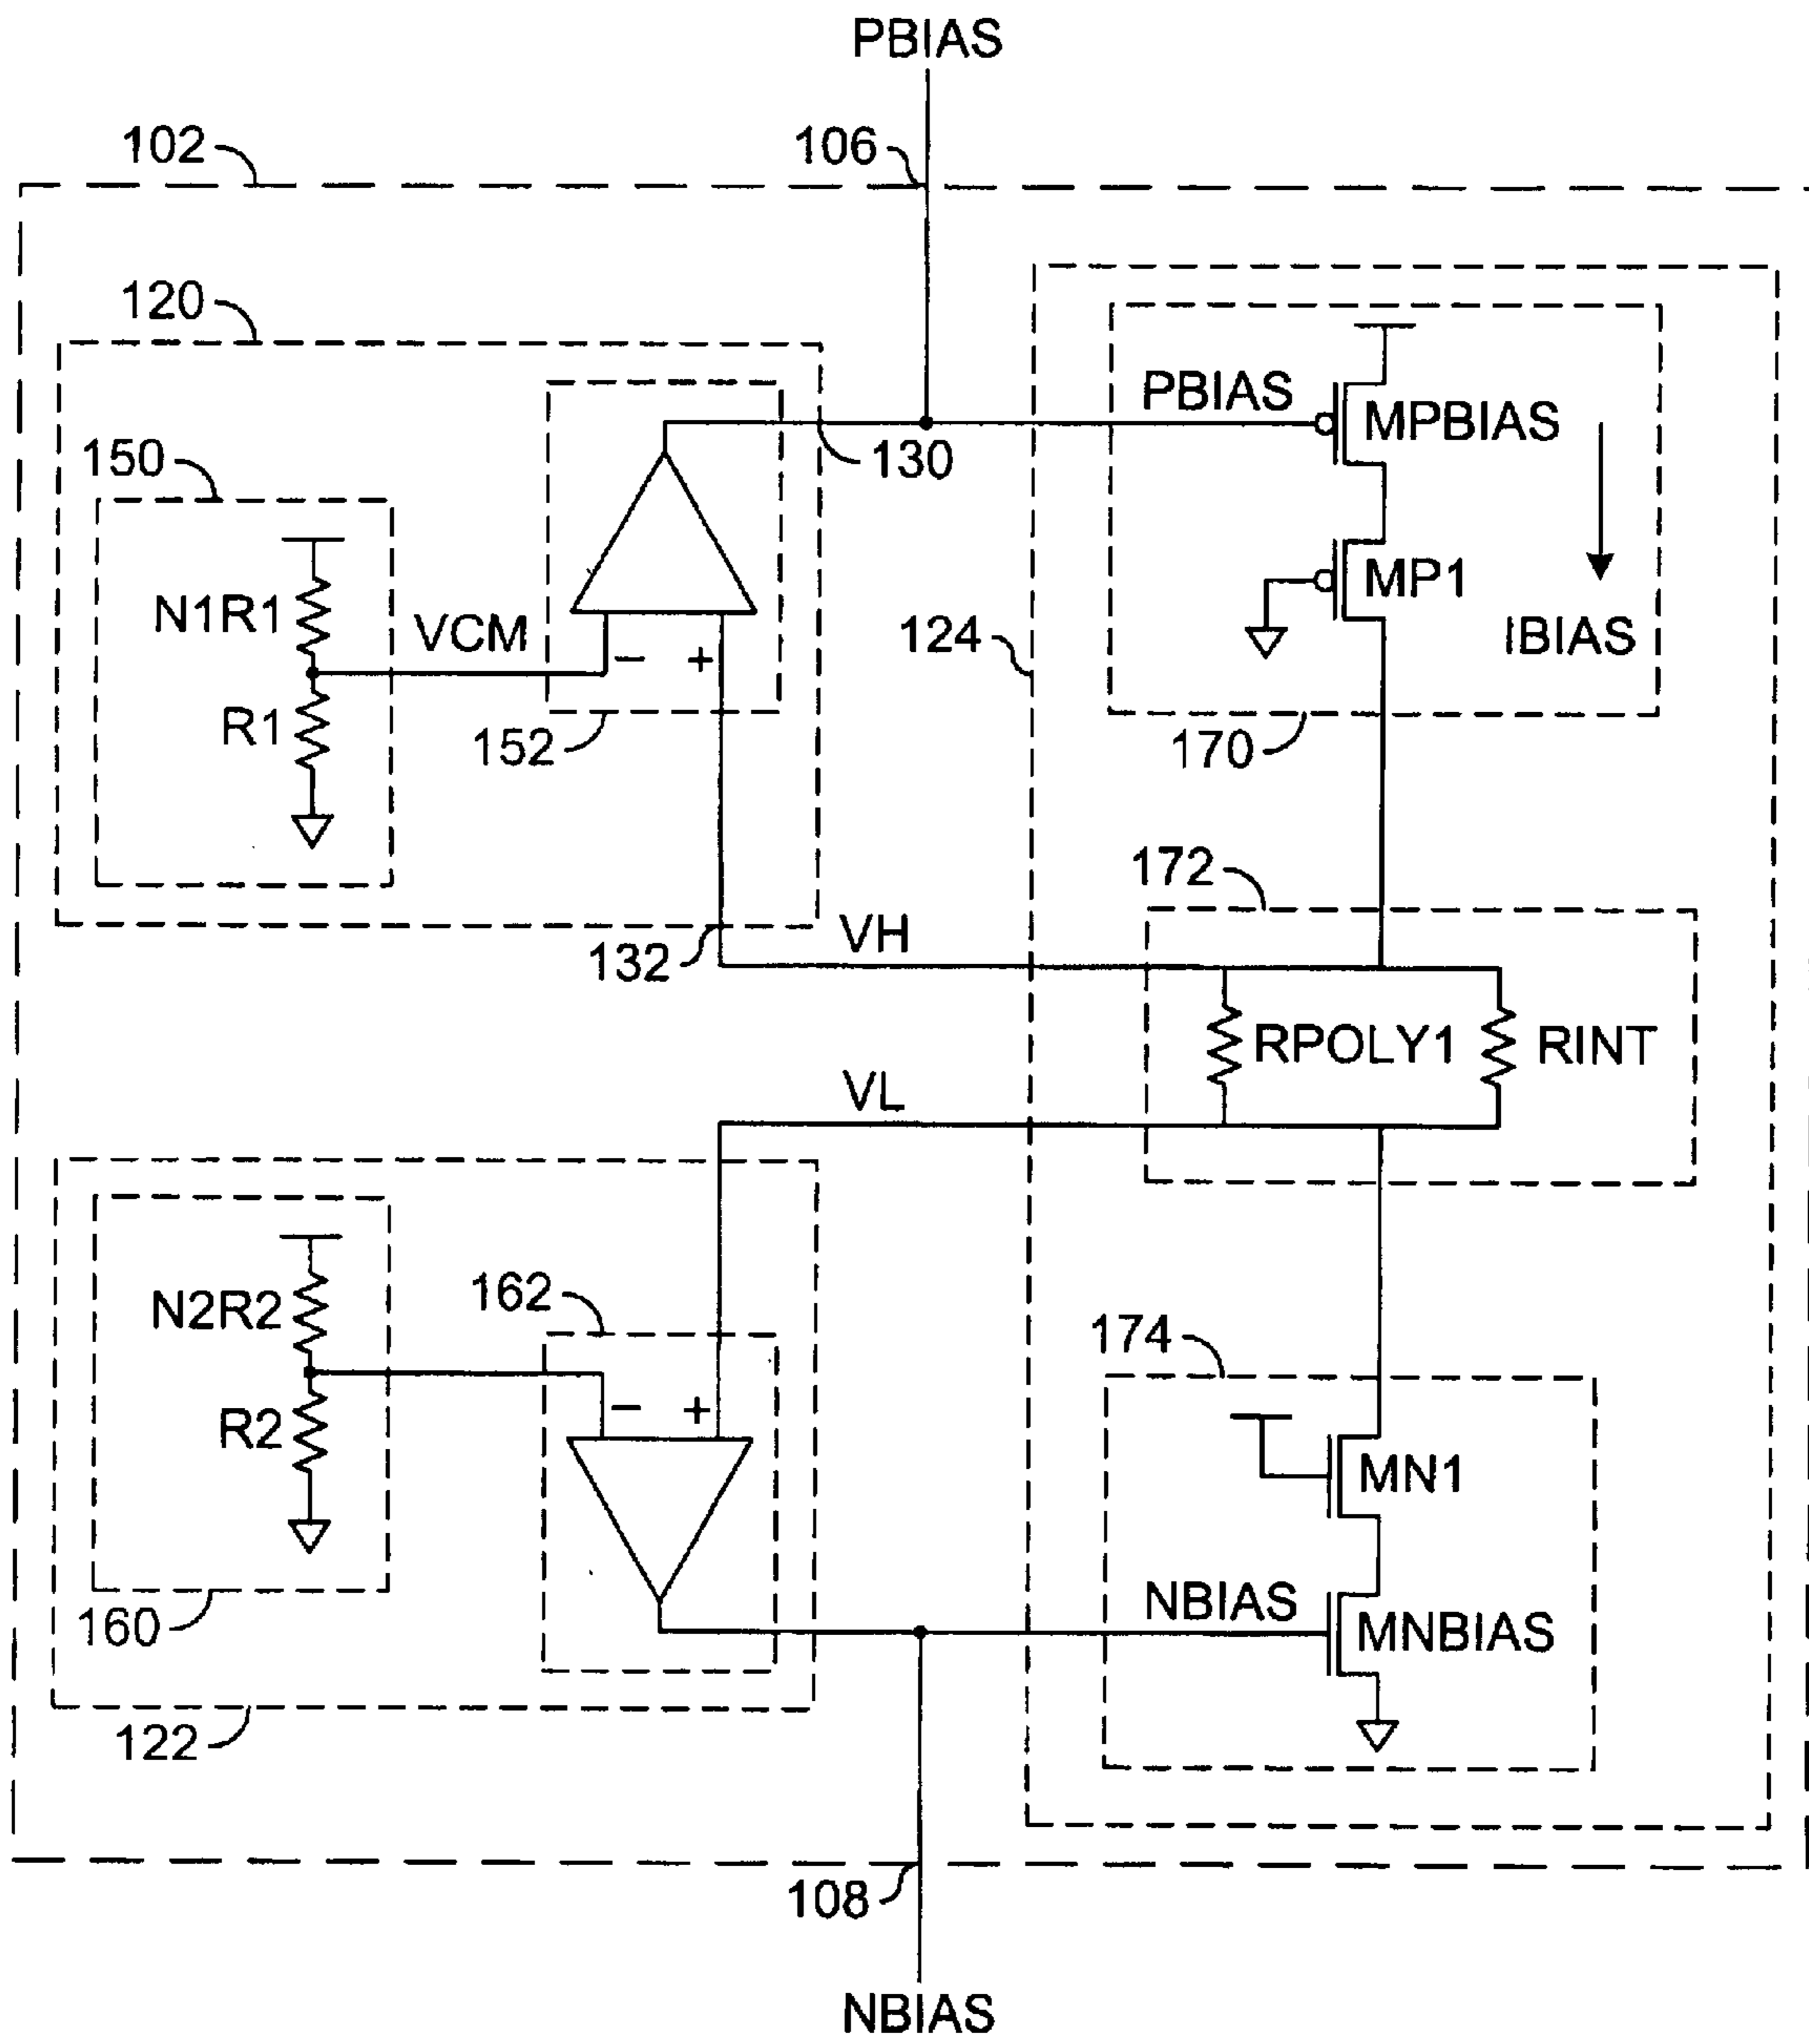 PBIAS
102
106
120
PBIAS
MPBIAS
130
150
MP1
N1R1
VCM
124
IBIAS
- +
R1
152
170
172
VH
132
RPOLY1
RINT
VL
162
N2R2
174
R2
- +
MN1
NBIAS
MNBIAS
160
122
108
NBIAS